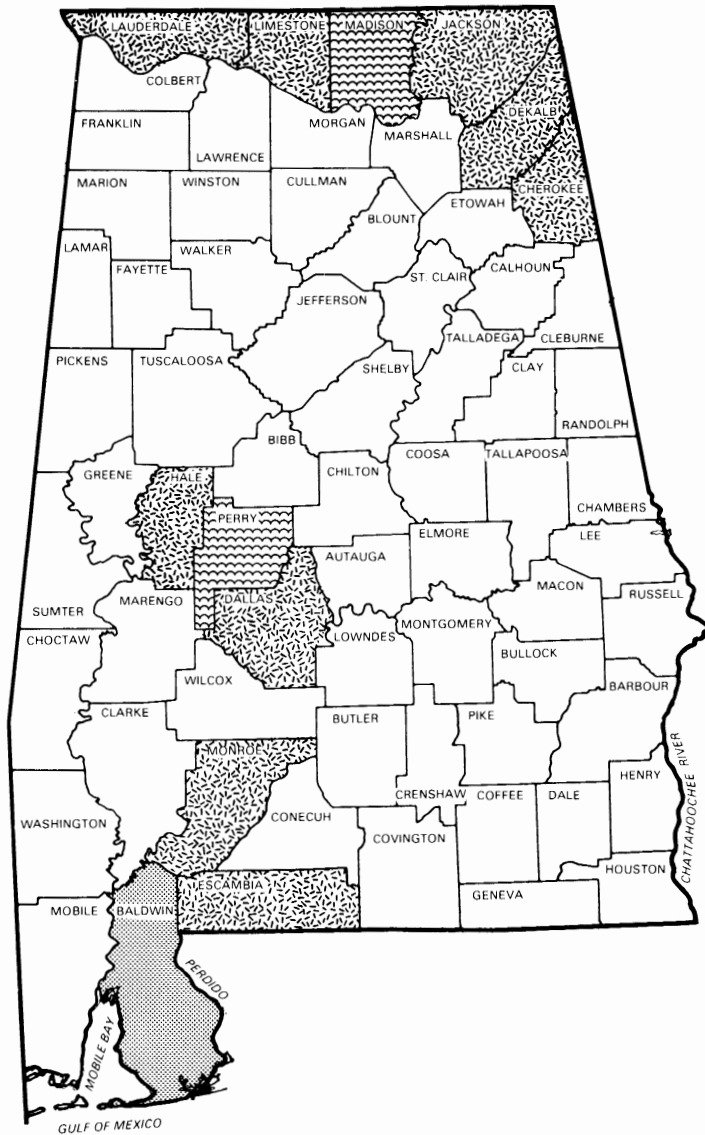 LAUDERDALE
LIMESTONE
MADISON
JACKSON
COLBERT
DEKALB
FRANKLIN
MORGAN
MARSHALL
LAWRENCE
MARION
WINSTON
CULLMAN
CHEROKEE
BLOUNT
ETOWAH
LAMAR
WALKER
FAYETTE
ST. CLAIR
CALHOUN
JEFFERSON
TALLADEGA
CLEBURNE
PICKENS
TUSCALOOSA
SHELBY
CLAY
RANDOLPH
BIBB
GREENE
HALE
CHILTON
COOSA
TALLAPOOSA
CHAMBERS
PERRY
ELMORE
LEE
AUTAUGA
MACON
RUSSELL
SUMTER
MARENGO
DALLAS
CHOCTAW
LOWNDES
MONTGOMERY
BULLOCK
WILCOX
BARBOUR
CLARKE
BUTLER
PIKE
MONROE
HENRY
CRENSHAW
COFFEE
DALE
WASHINGTON
CONECUH
COVINGTON
CHATTAHOOCHEE RIVER
HOUSTON
ESCAMBIA
GENEVA
MOBILE
BALDWIN
PERDIDO
MOBILE BAY
GULF OF MEXICO